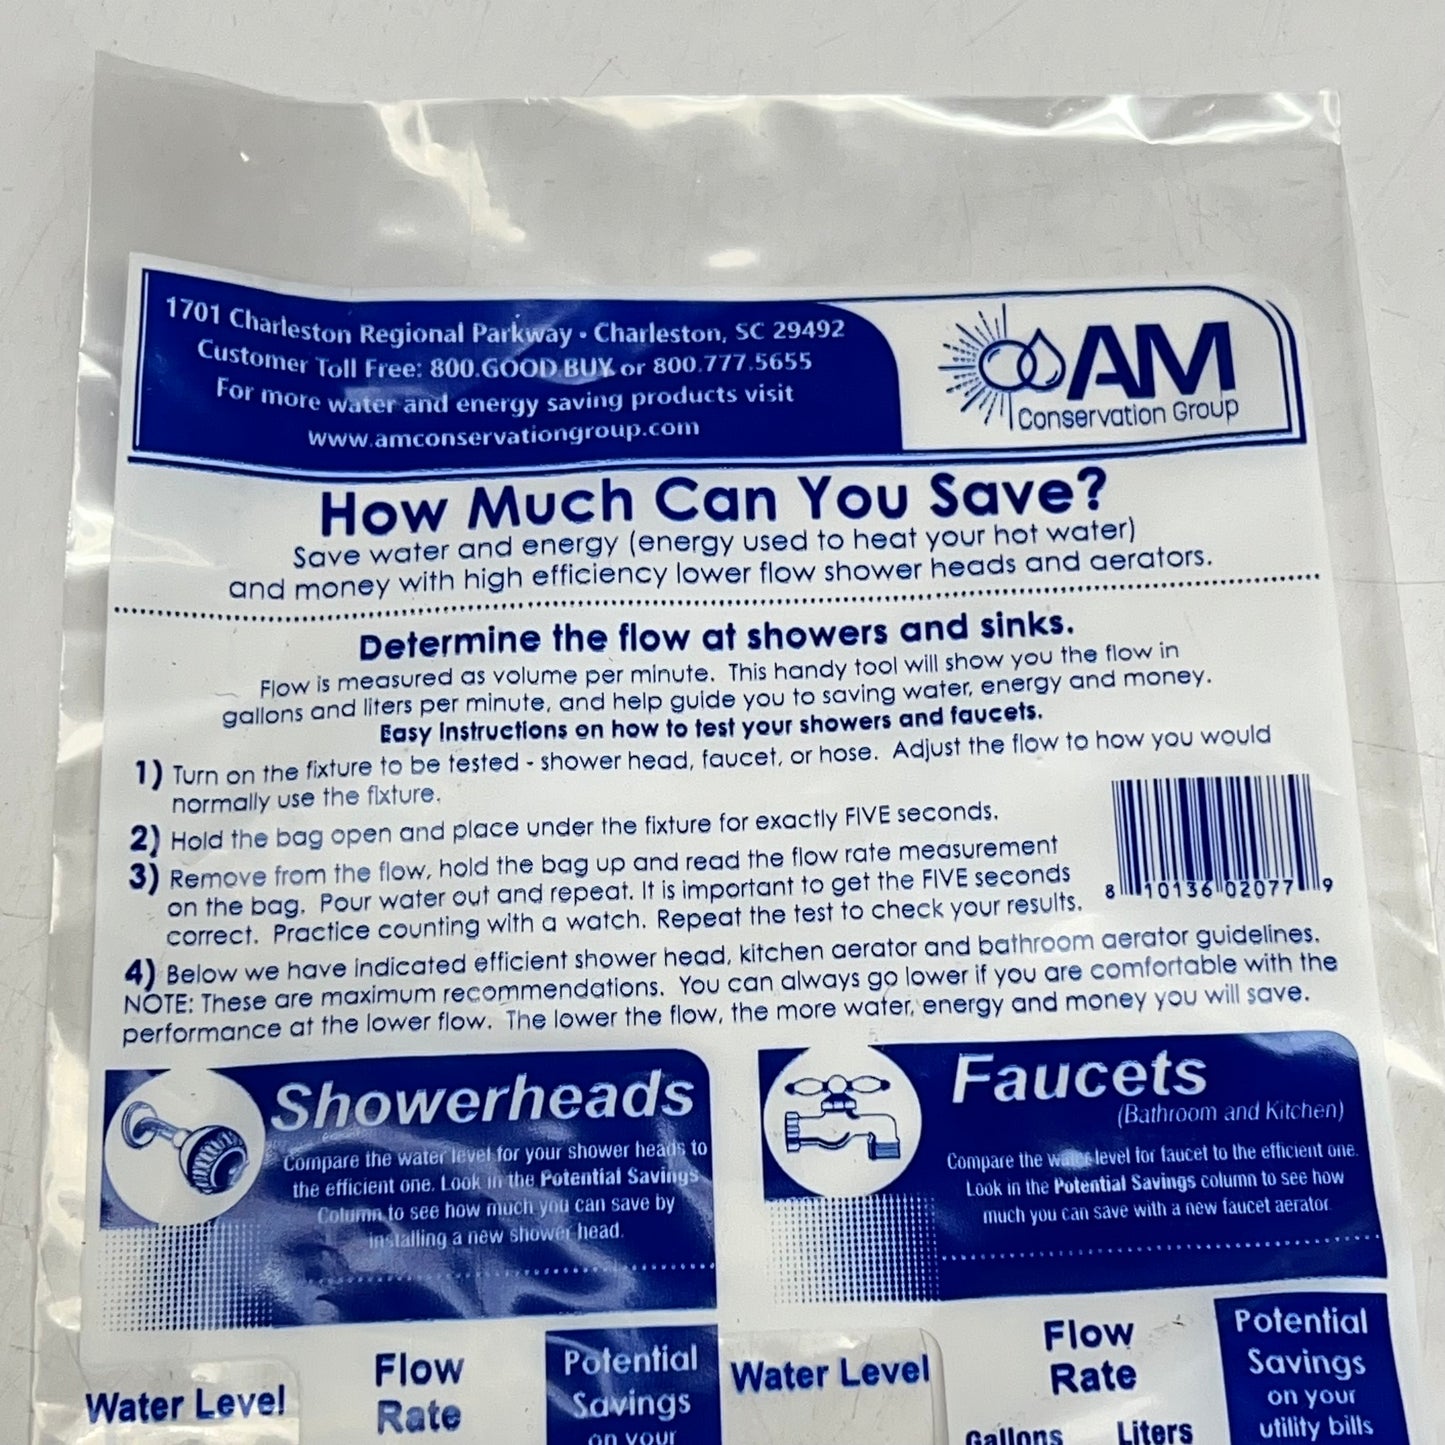 1701 Charleston Regional Parkway • Charleston, SC 29492
Customer Toll Free: 800.GOOD BUY or 800.777.5655
For more water and energy saving products visit
www.amconservationgroup.com
AM
Conservation Group
How Much Can You Save?
Save water and energy (energy used to heat your hot water)
and money with high efficiency lower flow shower heads and aerators.
Determine the flow at showers and sinks.
Flow is measured as volume per minute. This handy tool will show you the flow in
gallons and liters per minute, and help guide you to saving water, energy and money.
Easy Instructions on how to test your showers and faucets.
1) Turn on the fixture to be tested - shower head, faucet, or hose. Adjust the flow to how you would
normally use the fixture.
2) Hold the bag open and place under the fixture for exactly FIVE seconds.
3) Remove from the flow, hold the bag up and read the flow rate measurement
on the bag. Pour water out and repeat. It is important to get the FIVE seconds
correct. Practice counting with a watch. Repeat the test to check your results.
8 10136 02077 9
4) Below we have indicated efficient shower head, kitchen aerator and bathroom aerator guidelines.
NOTE: These are maximum recommendations. You can always go lower if you are comfortable with the
performance at the lower flow. The lower the flow, the more water, energy and money you will save.
Showerheads
Compare the water level for your shower heads to
the efficient one. Look in the Potential Savings
Column to see how much you can save by
installing a new shower head.
Water Level
Flow
Rate
Potential
Savings
on your
Faucets
(Bathroom and Kitchen)
Compare the water level for faucet to the efficient one.
Look in the Potential Savings column to see how
much you can save with a new faucet aerator.
Water Level
Flow
Rate
Gallons Liters
Potential
Savings
on your
utility bills